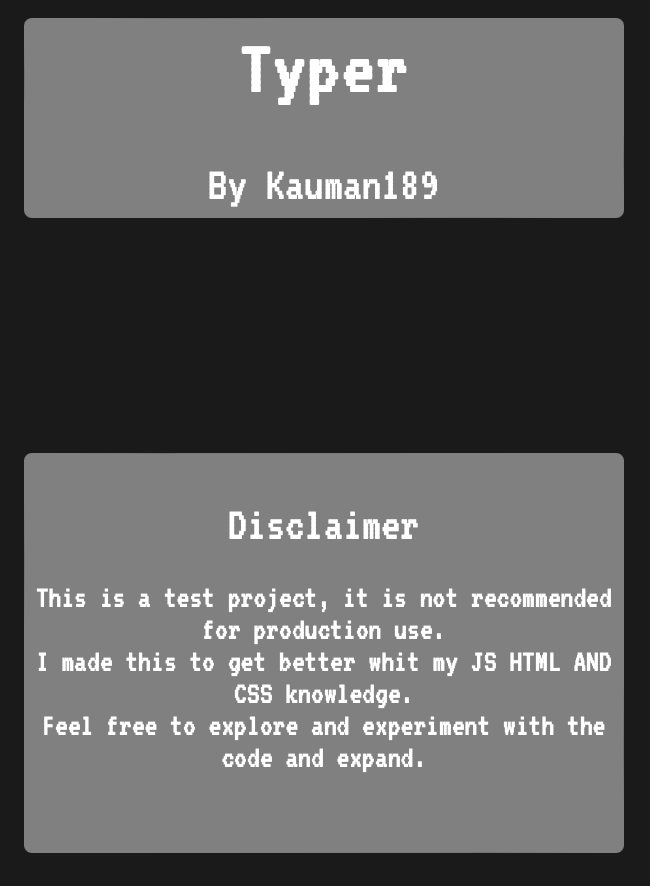 Typer
By Kauman189
Disclaimer
This is a test project, it is not recommended
for production use.
I made this to get better whit my JS HTML AND
CSS knowledge.
Feel free to explore and experiment with the
code and expand.